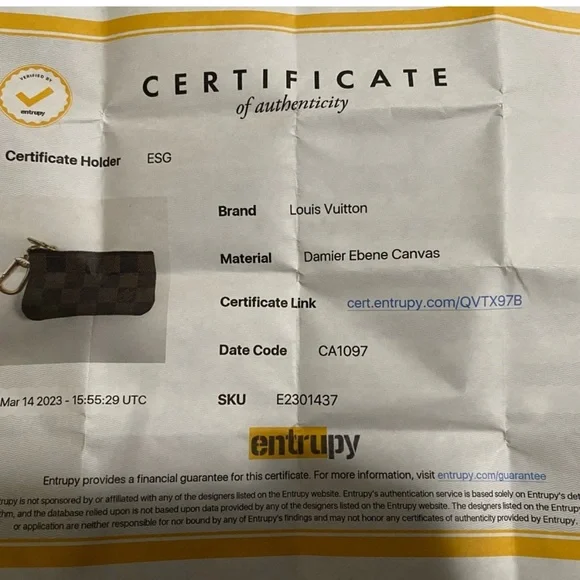 CERTIFICATE
of authenticity
VERIFIED BY
entrupy
Certificate Holder ESG
Brand Louis Vuitton
Material Damier Ebene Canvas
Certificate Link cert.entrupy.com/QVTX97B
Date Code CA1097
Mar 14 2023 - 15:55:29 UTC
SKU E2301437
entrupy
Entrupy provides a financial guarantee for this certificate. For more information, visit entrupy.com/guarantee
is not sponsored by or affiliated with any of the designers listed on the Entrupy website. Entrupy's authentication service is based solely on Entrupy's
and the database relied upon is not based upon data provided by any of the designers listed on the Entrupy website. The designers listed on the
or application are neither responsible for nor bound by any of Entrupy's findings and may not honor any certificates of authenticity provided by Entrupy.